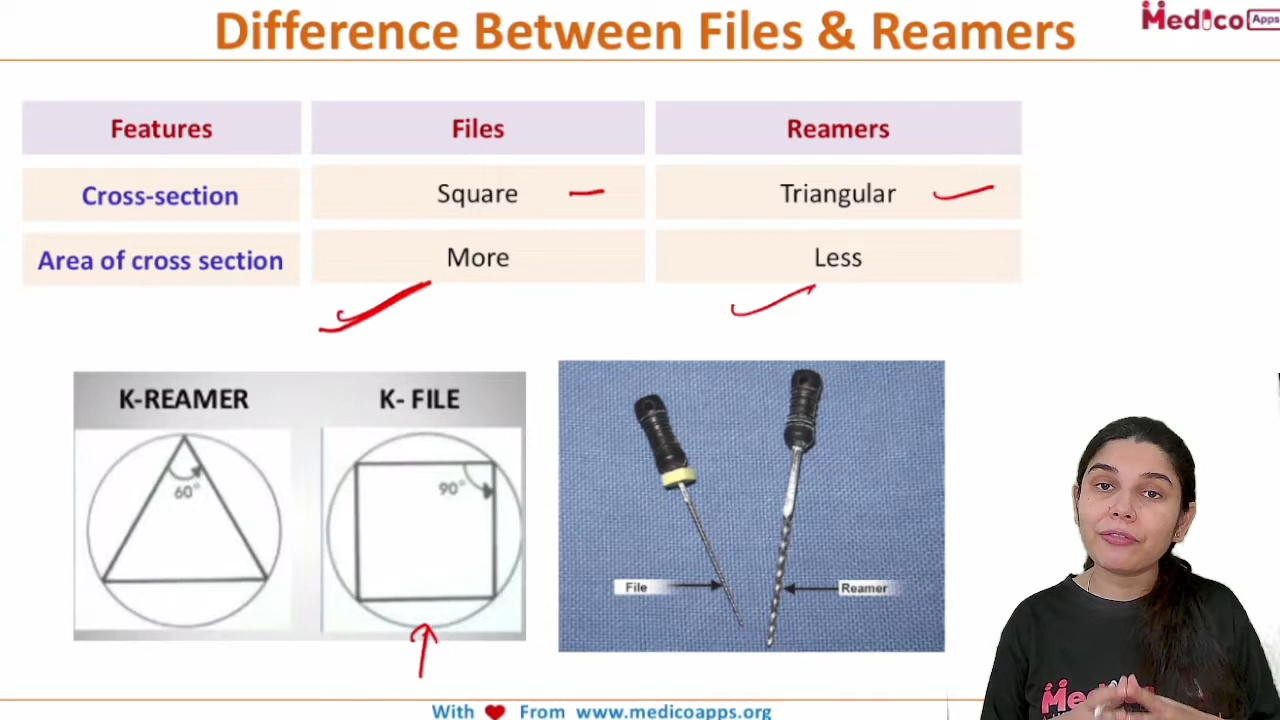 Difference Between Files & Reamers
Medico Apps
Features Files Reamers
Cross-section Square Triangular
Area of cross section More Less
K-REAMER K- FILE
60°
90°
File
Reamer
Me
With From www.medicoapps.org